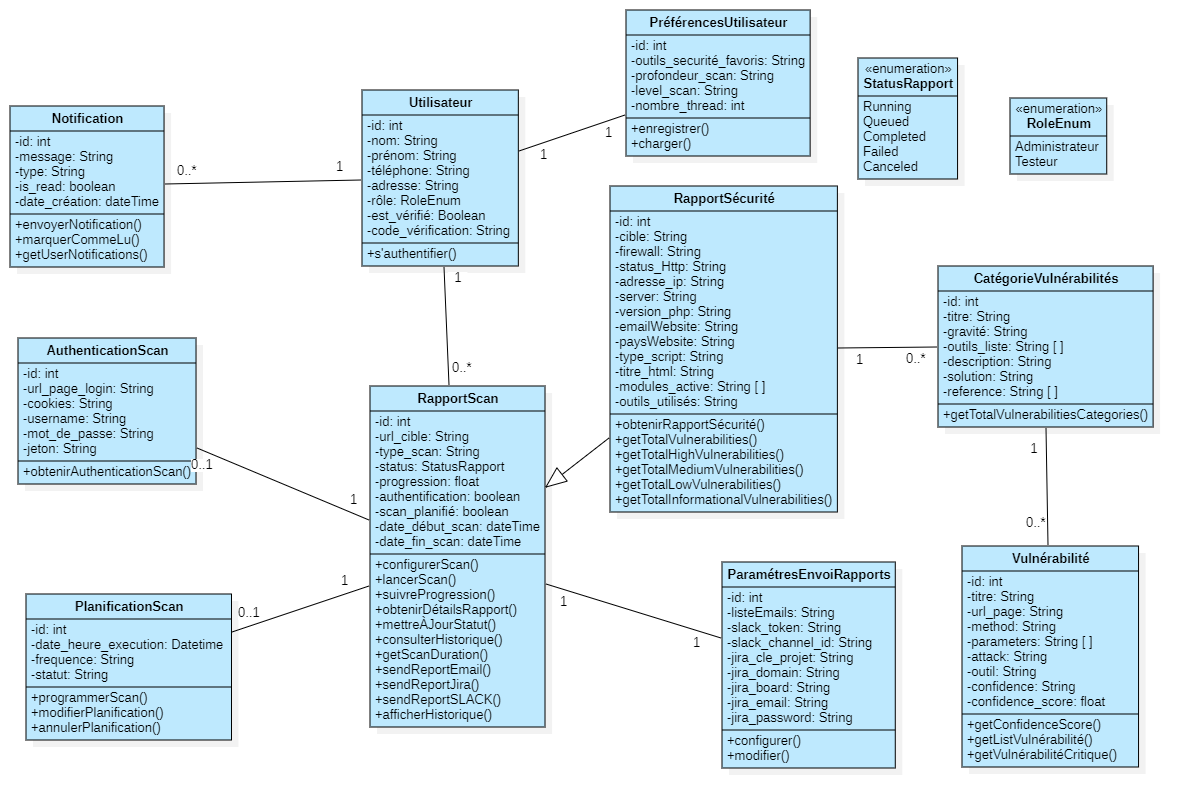 PréférencesUtilisateur
-id: int
-outils_securité_favoris: String
-profondeur_scan: String
-level_scan: String
-nombre_thread: int
+enregistrer()
+charger()
«enumeration»
StatusRapport
Running
Queued
Completed
Failed
Canceled
«enumeration»
RoleEnum
Administrateur
Testeur
Notification
-id: int
-message: String
-type: String
-is_read: boolean
-date_création: dateTime
+envoyerNotification()
+marquerCommeLu()
+getUserNotifications()
0..*
1
Utilisateur
-id: int
-nom: String
-prénom: String
-téléphone: String
-adresse: String
-rôle: RoleEnum
-est_vérifié: Boolean
-code_vérification: String
+s'authentifier()
1
1
1
0..*
RapportSécurité
-id: int
-cible: String
-firewall: String
-status_Http: String
-adresse_ip: String
-server: String
-version_php: String
-emailWebsite: String
-paysWebsite: String
-type_script: String
-titre_html: String
-modules_active: String [ ]
-outils_utilisés: String
+obtenirRapportSécurité()
+getTotalVulnerabilities()
+getTotalHighVulnerabilities()
+getTotalMediumVulnerabilities()
+getTotalLowVulnerabilities()
+getTotalInformationalVulnerabilities()
1
0..*
CatégorieVulnérabilités
-id: int
-titre: String
-gravité: String
-outils_liste: String [ ]
-description: String
-solution: String
-reference: String [ ]
+getTotalVulnerabilitiesCategories()
1
0..*
AuthenticationScan
-id: int
-url_page_login: String
-cookies: String
-username: String
-mot_de_passe: String
-jeton: String
+obtenirAuthenticationScan()
0..1
1
RapportScan
-id: int
-url_cible: String
-type_scan: String
-status: StatusRapport
-progression: float
-authentification: boolean
-scan_planifié: boolean
-date_début_scan: dateTime
-date_fin_scan: dateTime
+configurerScan()
+lancerScan()
+suivreProgression()
+obtenirDétailsRapport()
+mettreÀJourStatut()
+consulterHistorique()
+getScanDuration()
+sendReportEmail()
+sendReportJira()
+sendReportSLACK()
+afficherHistorique()
PlanificationScan
-id: int
-date_heure_execution: Datetime
-frequence: String
-statut: String
+programmerScan()
+modifierPlanification()
+annulerPlanification()
0..1
1
1
1
ParamétresEnvoiRapports
-id: int
-listeEmails: String
-slack_token: String
-slack_channel_id: String
-jira_cle_projet: String
-jira_domain: String
-jira_board: String
-jira_email: String
-jira_password: String
+configurer()
+modifier()
Vulnérabilité
-id: int
-titre: String
-url_page: String
-method: String
-parameters: String [ ]
-attack: String
-outil: String
-confidence: String
-confidence_score: float
+getConfidenceScore()
+getListVulnérabilité()
+getVulnérabilitéCritique()